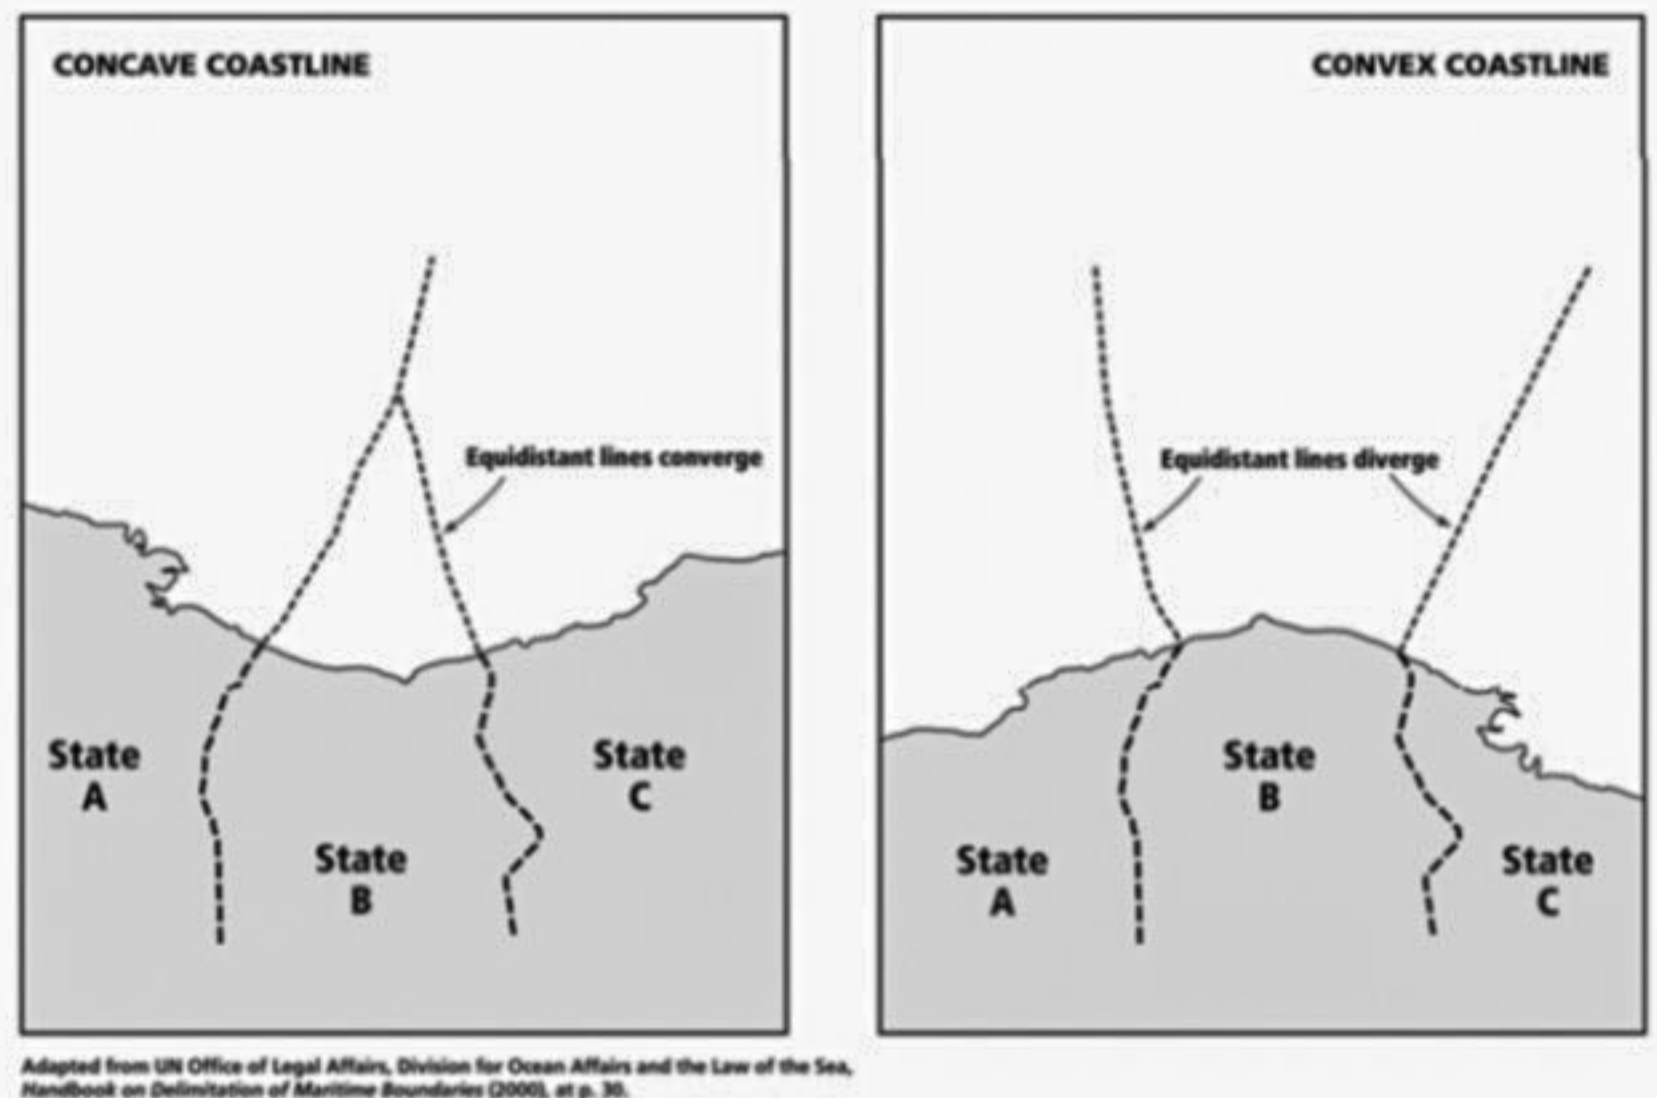 CONCAVE COASTLINE
Equidistant lines converge
State
A
State
B
State
C
CONVEX COASTLINE
Equidistant lines diverge
State
A
State
B
State
C
Adapted from UN Office of Legal Affairs, Division for Ocean Affairs and the Law of the Sea,
Handbook on Delimitation of Maritime Boundaries (2000), at p. 30.